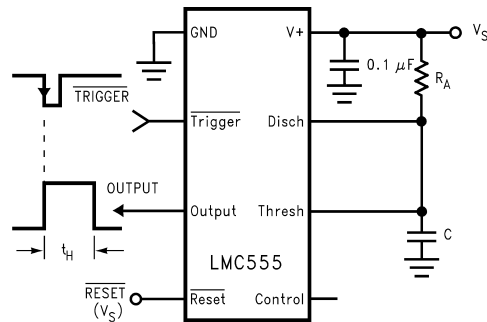 GND
V+
V_S
0.1 μF
R_A
TRIGGER
Trigger
Disch
OUTPUT
Output
Thresh
C
t_H
LMC555
RESET
(V_S)
Reset
Control